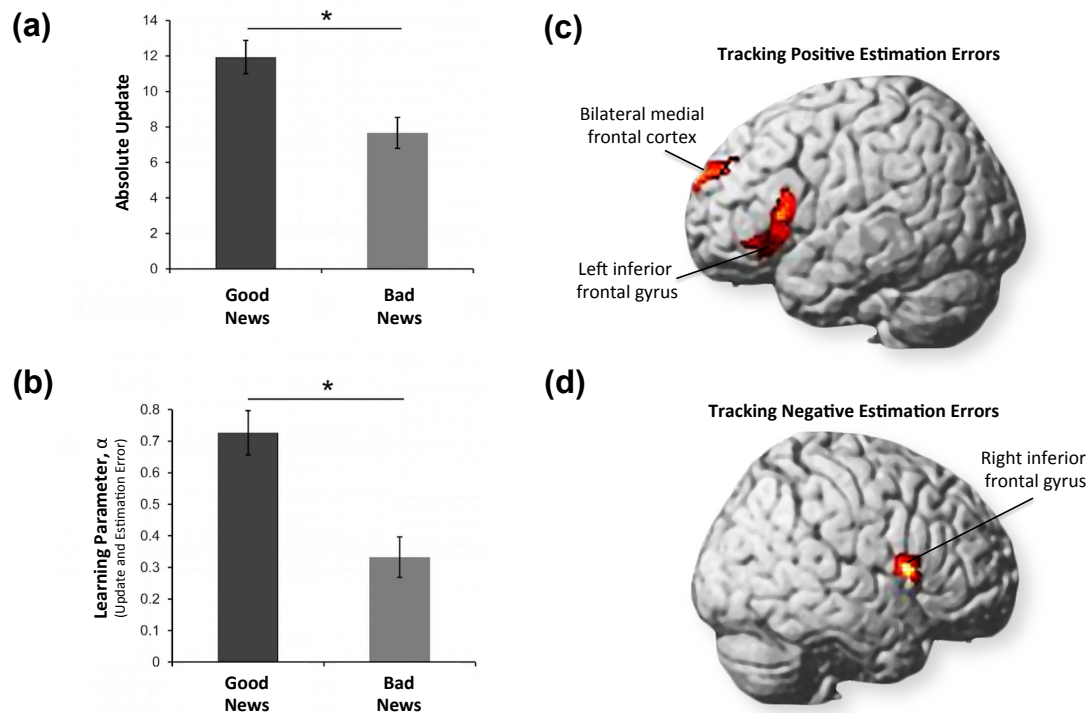 (a)
*
14
12
10
8
6
4
2
0
Absolute Update
Good
News
Bad
News
(b)
*
0.8
0.7
0.6
0.5
0.4
0.3
0.2
0.1
0
Learning Parameter, α
(Update and Estimation Error)
Good
News
Bad
News
(c)
Tracking Positive Estimation Errors
Bilateral medial
frontal cortex
Left inferior
frontal gyrus
(d)
Tracking Negative Estimation Errors
Right inferior
frontal gyrus